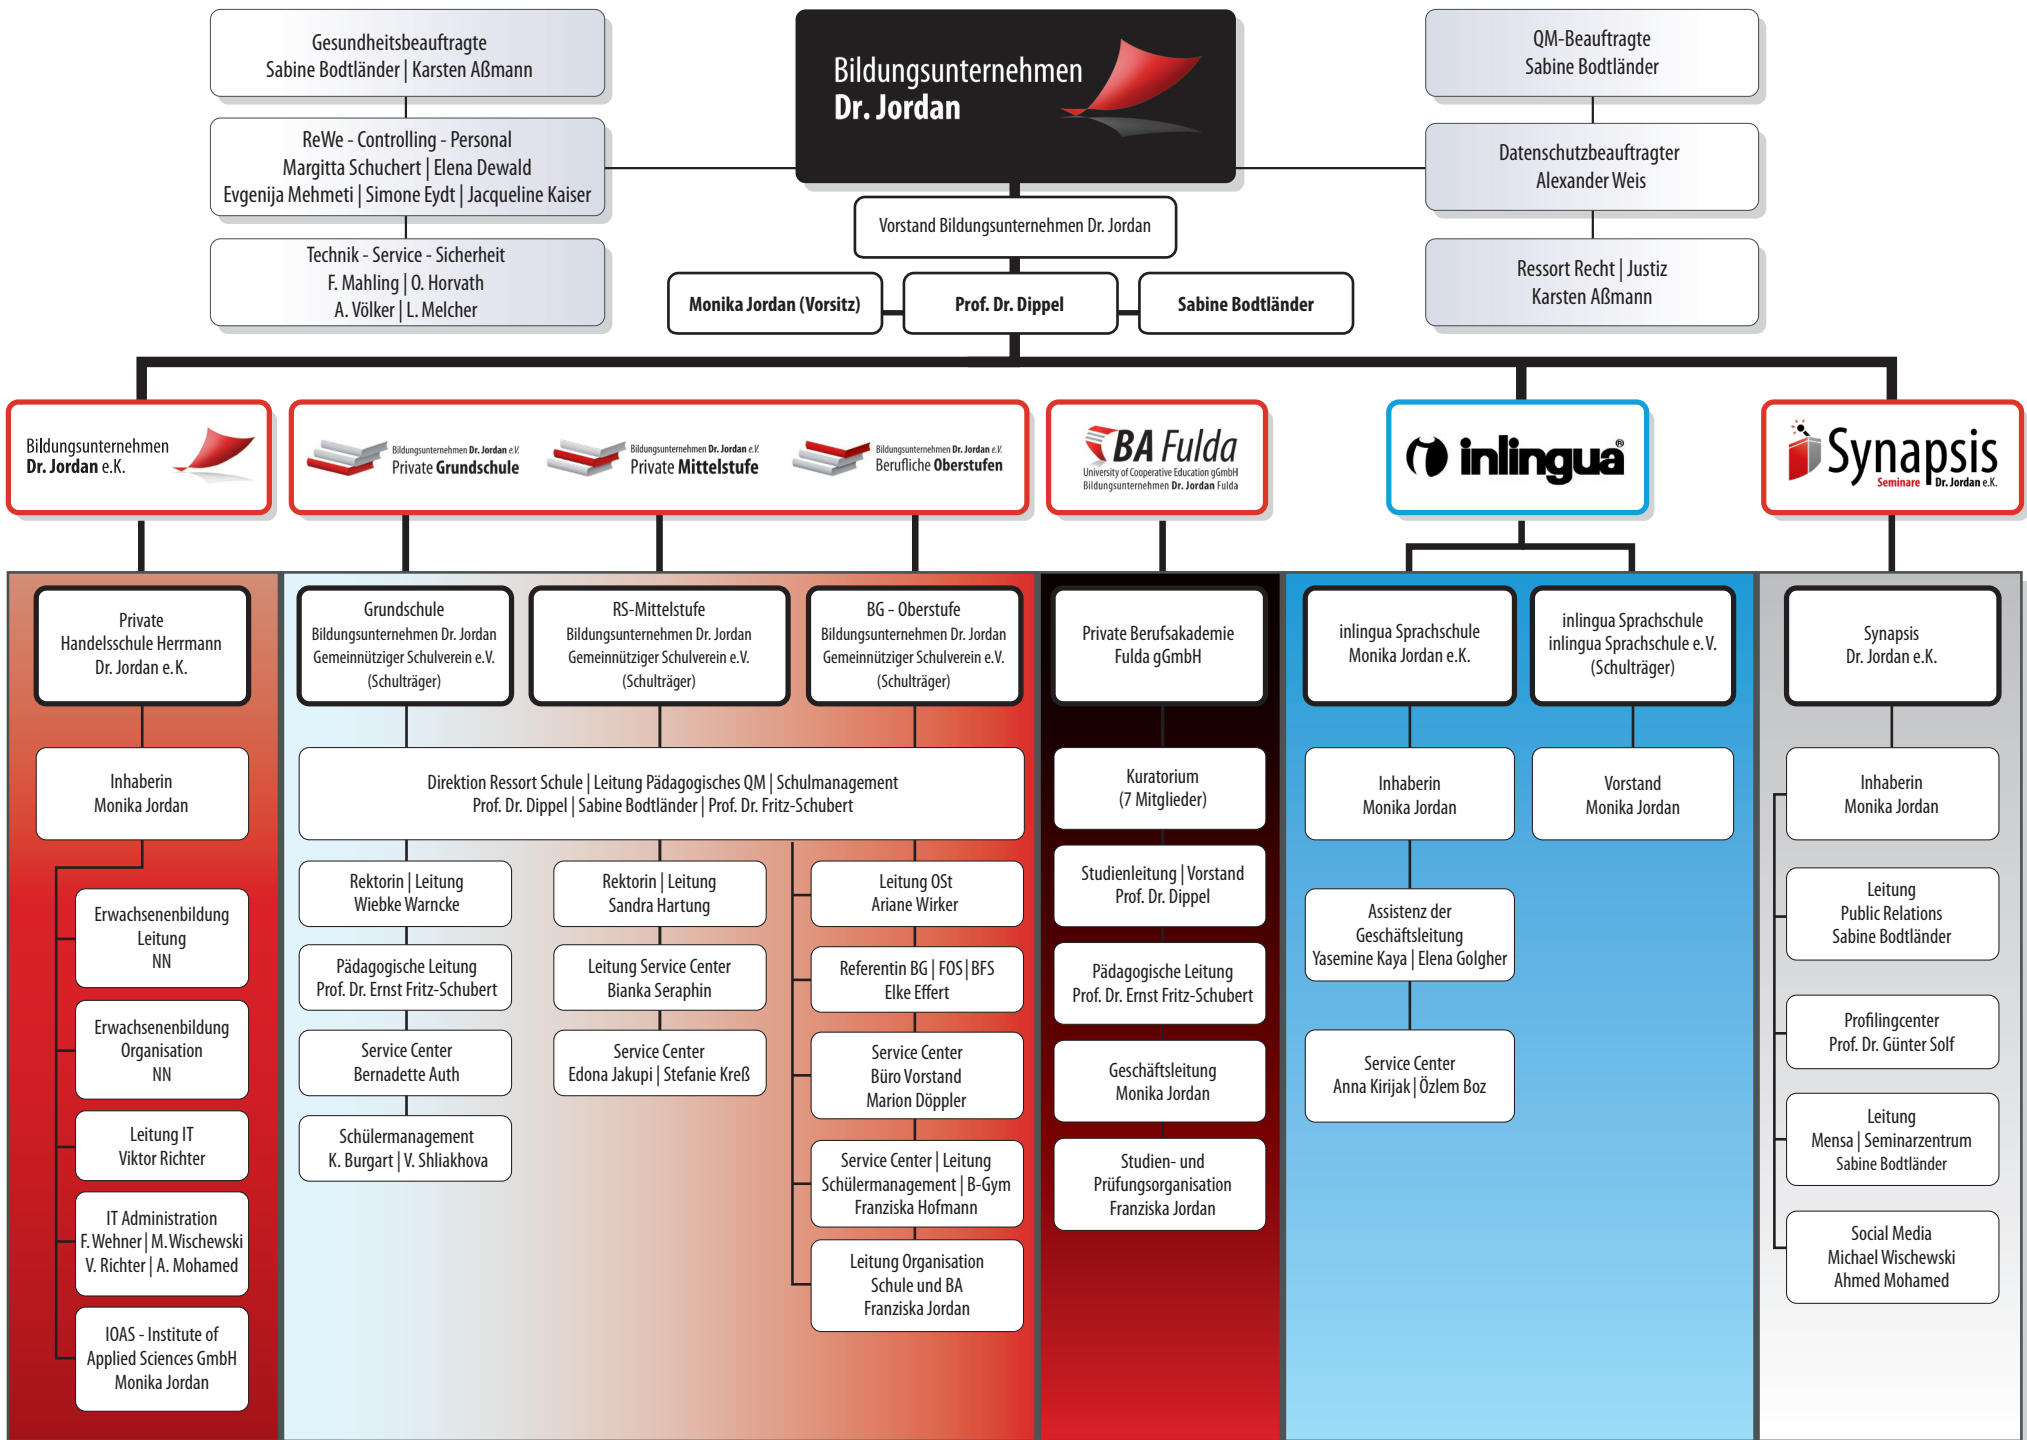 Gesundheitsbeauftragte
Sabine Bodtländer | Karsten Aßmann
ReWe - Controlling - Personal
Margitta Schuchert | Elena Dewald
Evgenija Mehmeti | Simone Eydt | Jacqueline Kaiser
Technik - Service - Sicherheit
F. Mahling | O. Horvath
A. Völker | L. Melcher
Bildungsunternehmen
Dr. Jordan
Vorstand Bildungsunternehmen Dr. Jordan
Monika Jordan (Vorsitz)
Prof. Dr. Dippel
Sabine Bodtländer
QM-Beauftragte
Sabine Bodtländer
Datenschutzbeauftragter
Alexander Weis
Ressort Recht | Justiz
Karsten Aßmann
Bildungsunternehmen
Dr. Jordan e.K.
Bildungsunternehmen Dr. Jordan e.V.
Private Grundschule
Bildungsunternehmen Dr. Jordan e.V.
Private Mittelstufe
Bildungsunternehmen Dr. Jordan e.V.
Berufliche Oberstufen
BA Fulda
University of Cooperative Education gGmbH
Bildungsunternehmen Dr. Jordan Fulda
inlingua®
Synapsis
Seminare Dr. Jordan e.K.
Private
Handelsschule Herrmann
Dr. Jordan e.K.
Inhaberin
Monika Jordan
Erwachsenenbildung
Leitung
NN
Erwachsenenbildung
Organisation
NN
Leitung IT
Viktor Richter
IT Administration
F. Wehner | M. Wischewski
V. Richter | A. Mohamed
IOAS - Institute of
Applied Sciences GmbH
Monika Jordan
Grundschule
Bildungsunternehmen Dr. Jordan
Gemeinnütziger Schulverein e.V.
(Schulträger)
RS-Mittelstufe
Bildungsunternehmen Dr. Jordan
Gemeinnütziger Schulverein e.V.
(Schulträger)
BG - Oberstufe
Bildungsunternehmen Dr. Jordan
Gemeinnütziger Schulverein e.V.
(Schulträger)
Direktion Ressort Schule | Leitung Pädagogisches QM | Schulmanagement
Prof. Dr. Dippel | Sabine Bodtländer | Prof. Dr. Fritz-Schubert
Rektorin | Leitung
Wiebke Warncke
Pädagogische Leitung
Prof. Dr. Ernst Fritz-Schubert
Service Center
Bernadette Auth
Schülermanagement
K. Burgart | V. Shliakhova
Rektorin | Leitung
Sandra Hartung
Leitung Service Center
Bianka Seraphin
Service Center
Edona Jakupi | Stefanie Kreß
Leitung OSt
Ariane Wirker
Referentin BG | FOS | BFS
Elke Effert
Service Center
Büro Vorstand
Marion Döppler
Service Center | Leitung
Schülermanagement | B-Gym
Franziska Hofmann
Leitung Organisation
Schule und BA
Franziska Jordan
Private Berufsakademie
Fulda gGmbH
Kuratorium
(7 Mitglieder)
Studienleitung | Vorstand
Prof. Dr. Dippel
Pädagogische Leitung
Prof. Dr. Ernst Fritz-Schubert
Geschäftsleitung
Monika Jordan
Studien- und
Prüfungsorganisation
Franziska Jordan
inlingua Sprachschule
Monika Jordan e.K.
Inhaberin
Monika Jordan
Assistenz der
Geschäftsleitung
Yasemine Kaya | Elena Golgher
Service Center
Anna Kirijak | Özlem Boz
inlingua Sprachschule
inlingua Sprachschule e.V.
(Schulträger)
Vorstand
Monika Jordan
Synapsis
Dr. Jordan e.K.
Inhaberin
Monika Jordan
Leitung
Public Relations
Sabine Bodtländer
Profilingcenter
Prof. Dr. Günter Solf
Leitung
Mensa | Seminarzentrum
Sabine Bodtländer
Social Media
Michael Wischewski
Ahmed Mohamed